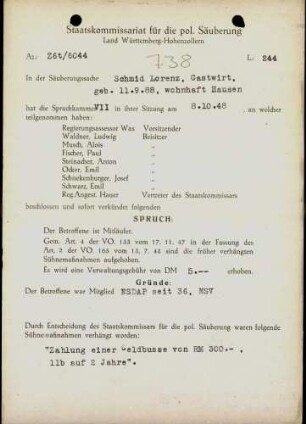 Staatskommissariat für die pol. Säuberung
Land Württemberg-Hohenzollern
Az: Z6t/6044
738
L: 244
In der Säuberungssache Schmid Lorenz, Gastwirt,
geb. 11.9.88, wohnhaft Hausen
hat die Spruchkammer VII in ihrer Sitzung am 8.10.48 , an welcher
teilgenommen haben:
Regierungsassessor Was Vorsitzender
Waldner, Ludwig Beisitzer
Musch, Alois
Fischer, Paul "
Steinacher, Anton "
Oderr, Emil "
Schnekenburger, Josef "
Schwarz, Emil "
Reg.Angest. Heuer Vertreter des Staatskommissars
beschlossen und sofort verkündet folgenden
SPRUCH:
Der Betroffene ist Mitläufer.
Gem. Art. 4 der VO. 133 vom 17. 11. 47 in der Fassung des
Art. 3 der VO. 165 vom 13. 7. 48 sind die früher verhängten
Sühnemaßnahmen aufgehoben.
Es wird eine Verwaltungsgebühr von DM 5.-- erhoben.
Gründe:
Der Betroffene war Mitglied NSDAP seit 36, NSV
Durch Entscheidung des Staatskommissars für die pol. Säuberung waren folgende
Sühnemaßnahmen verhängt worden:
"Zahlung einer Geldbusse von RM 300.- ,
11b auf 2 Jahre".